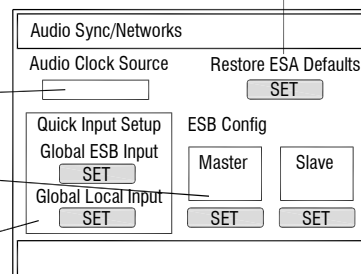 Audio Sync/Networks
Audio Clock Source
Restore ESA Defaults
SET
Quick Input Setup
Global ESB Input
SET
Global Local Input
SET
ESB Config
Master
Slave
SET
SET